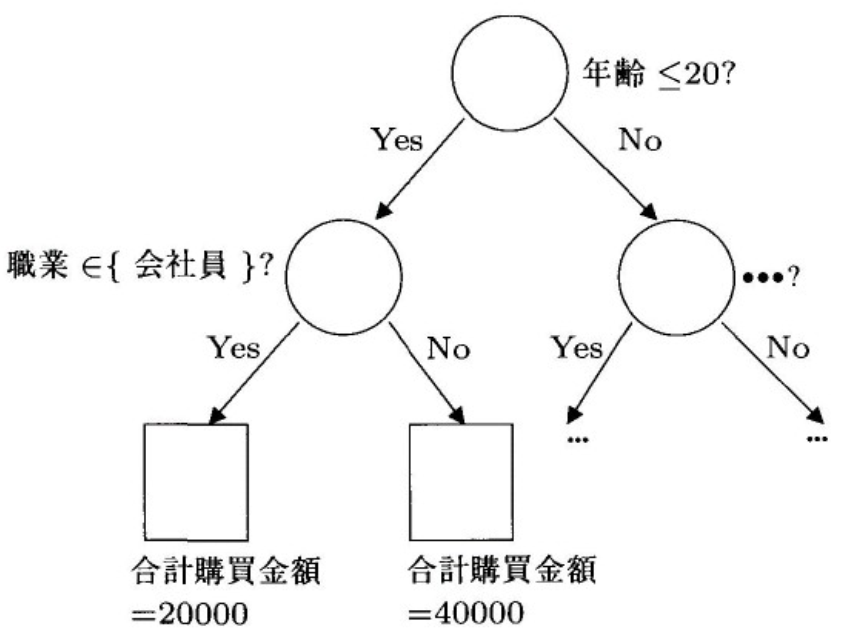 年齢 ≤20?
Yes
No
職業 ∈{ 会社員 }?
•••?
Yes
No
Yes
No
...
...
合計購買金額
=20000
合計購買金額
=40000